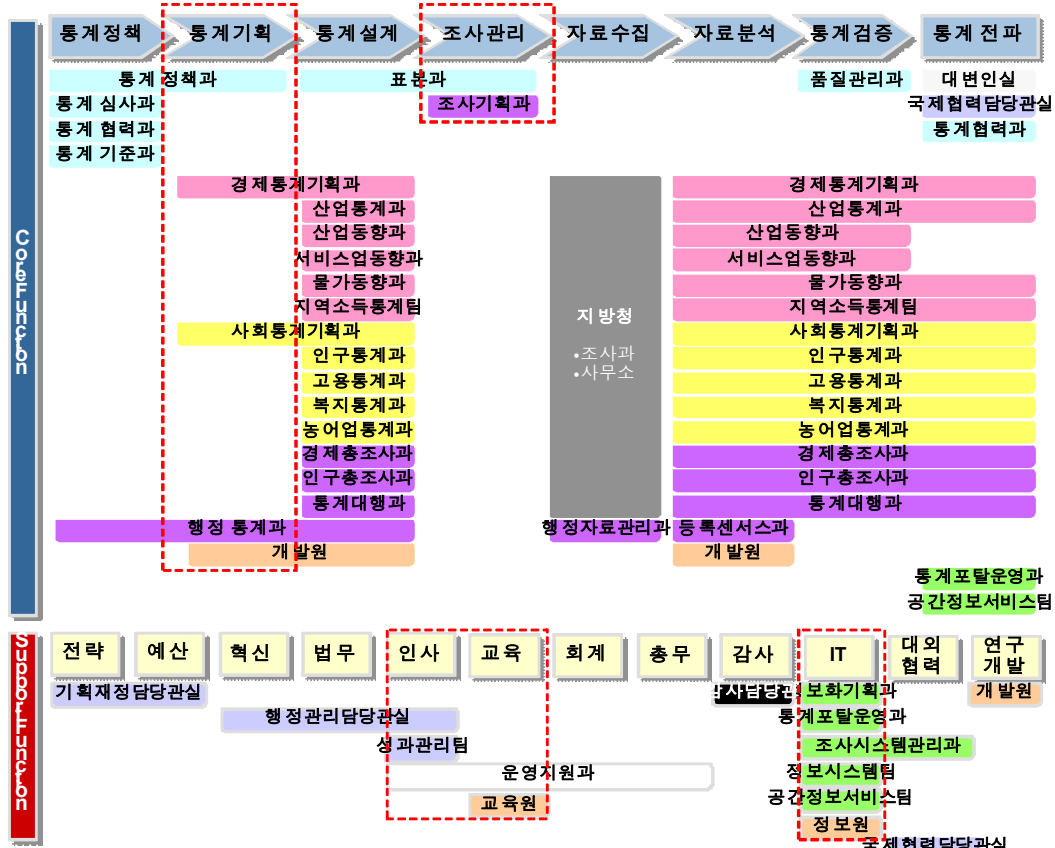 통계정책 통계기획 통계설계 조사관리 자료수집 자료분석 통계검증 통계 전파
통계 정책과 표본과 품질관리과 대변인실
통계 심사과 조사기획과 국제협력담당관실
통계 협력과 통계협력과
통계 기준과
경제통계기획과 경제통계기획과
산업통계과 산업통계과
산업동향과 산업동향과
서비스업동향과 서비스업동향과
물가동향과 물가동향과
지역소득통계팀 지역소득통계팀
지방청
•조사과
•사무소
사회통계기획과 사회통계기획과
인구통계과 인구통계과
고용통계과 고용통계과
복지통계과 복지통계과
농어업통계과 농어업통계과
경제총조사과 경제총조사과
인구총조사과 인구총조사과
통계대행과 통계대행과
행정 통계과 행정자료관리과 등록센서스과
개발원 개발원
통계포탈운영과
공간정보서비스팀
Core Function
전략 예산 혁신 법무 인사 교육 회계 총무 감사 IT 대외 연구
협력 개발
기획재정담당관실 감사담당관 보화기획과 개발원
행정관리담당관실 통계포탈운영과
성과관리팀 조사시스템관리과
운영지원과 정보시스템팀
교육원 공간정보서비스팀
정보원
국제협력담당관실
Support Function